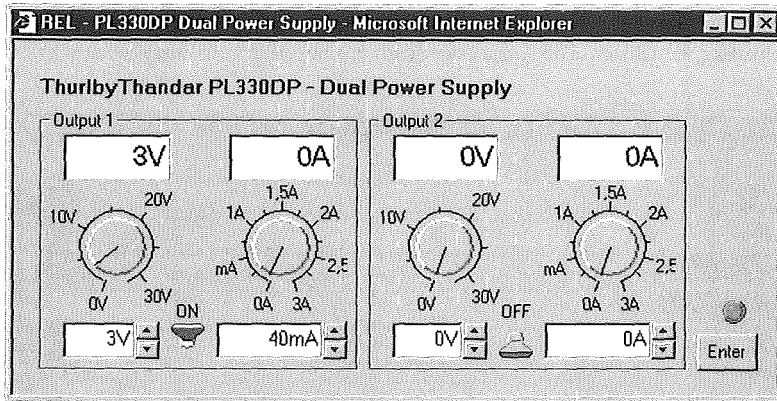 REL - PL330DP Dual Power Supply - Microsoft Internet Explorer
ThurlbyThandar PL330DP - Dual Power Supply
Output 1
3V
0A
10V
20V
0V
30V
1A
1,5A
2A
mA
2,5
0A
3A
ON
3V
40mA
Output 2
0V
0A
10V
20V
0V
30V
1A
1,5A
2A
mA
2,5
0A
3A
OFF
0V
0A
Enter